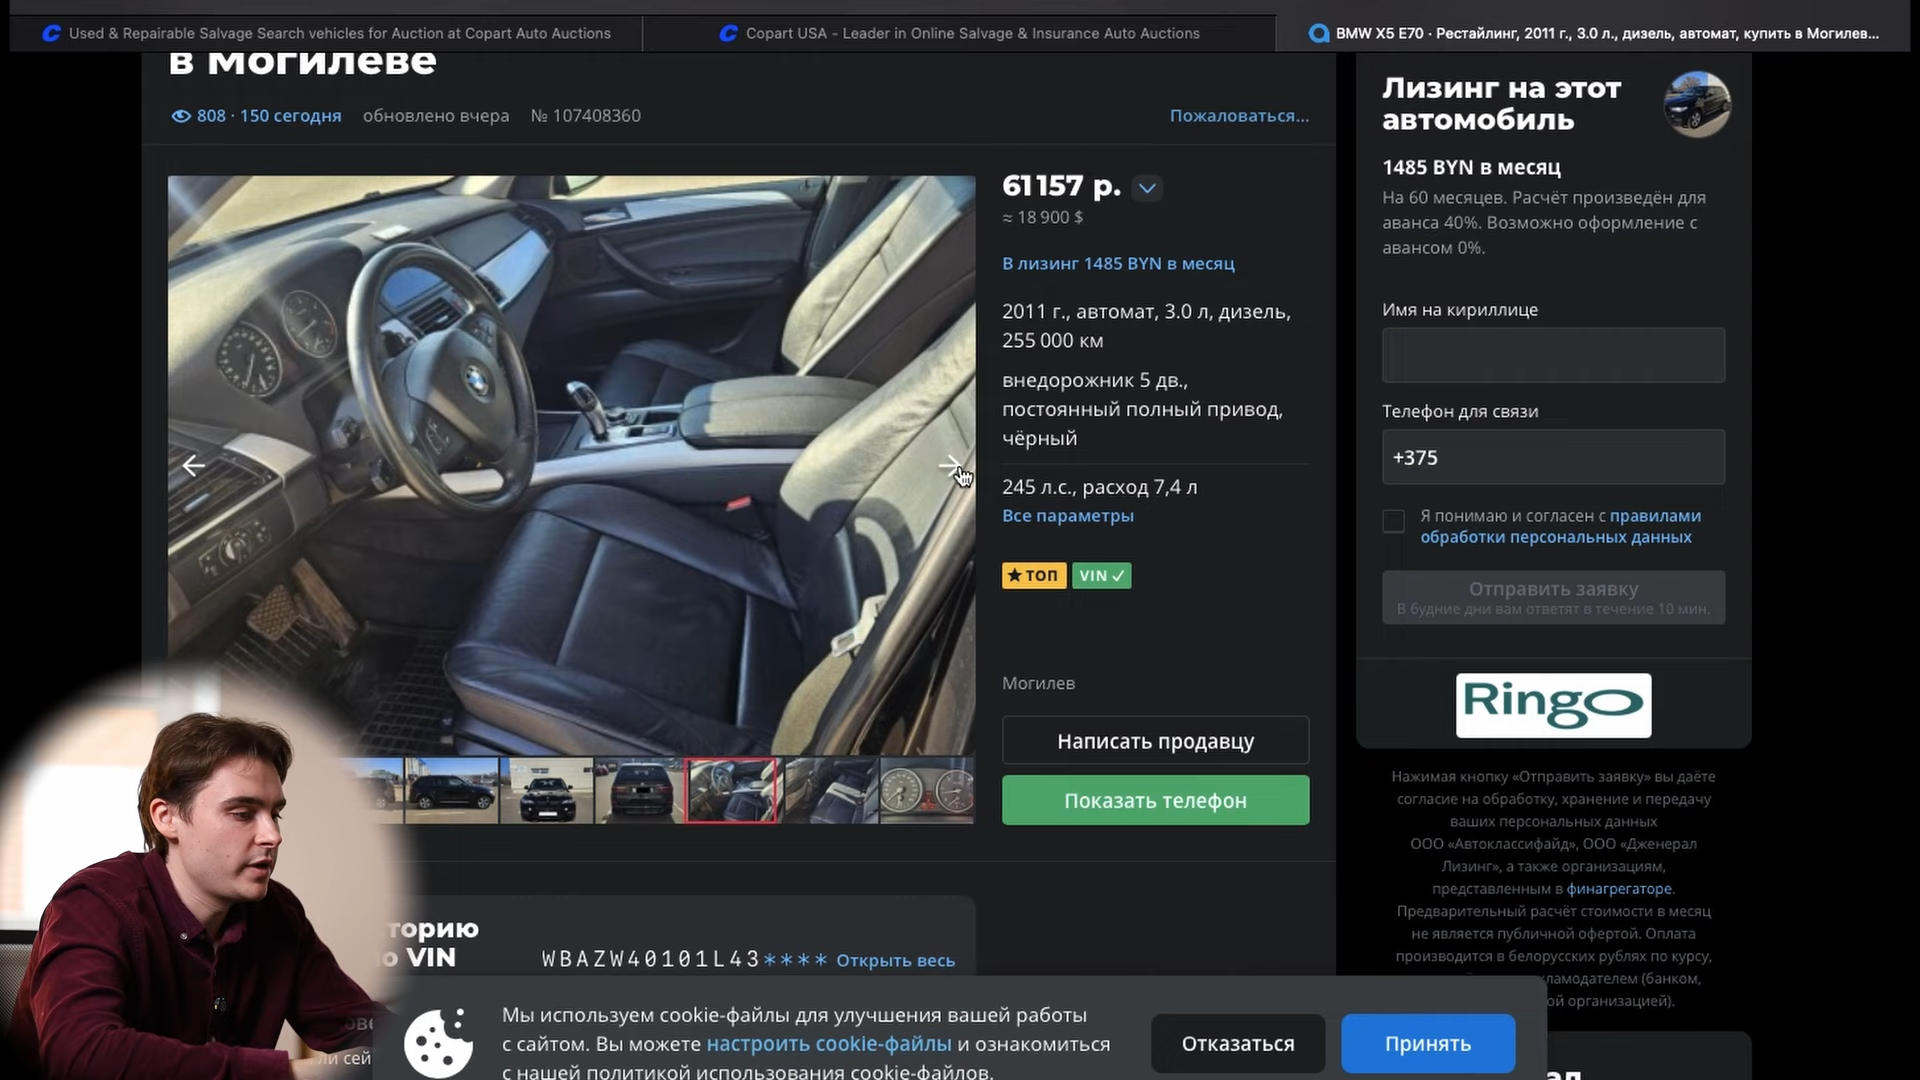 Used & Repairable Salvage Search vehicles for Auction at Copart Auto Auctions
Copart USA - Leader in Online Salvage & Insurance Auto Auctions
BMW X5 E70 · Рестайлинг, 2011 г., 3.0 л., дизель, автомат, купить в Могилев...
в Могилеве
808 · 150 сегодня обновлено вчера № 107408360
Пожаловаться...
61 157 р.
≈ 18 900 $
В лизинг 1485 BYN в месяц
2011 г., автомат, 3.0 л, дизель,
255 000 км
внедорожник 5 дв.,
постоянный полный привод,
чёрный
245 л.с., расход 7,4 л
Все параметры
ТОП VIN ✓
Могилев
Написать продавцу
Показать телефон
Лизинг на этот
автомобиль
1485 BYN в месяц
На 60 месяцев. Расчёт произведён для
аванса 40%. Возможно оформление с
авансом 0%.
Имя на кириллице
Телефон для связи
+375
Я понимаю и согласен с правилами
обработки персональных данных
Отправить заявку
В будние дни вам ответят в течение 10 мин.
Ringo
Нажимая кнопку «Отправить заявку» вы даёте
согласие на обработку, хранение и передачу
ваших персональных данных
ООО «Автоклассифайд», ООО «Дженерал
Лизинг», а также организациям,
представленным в финагрегаторе.
Предварительный расчёт стоимости в месяц
не является публичной офертой. Оплата
производится в белорусских рублях по курсу,
кламодателем (банком,
ой организацией).
торию
о VIN
WBAZW40101L43**** Открыть весь
ли сей
Мы используем cookie-файлы для улучшения вашей работы
с сайтом. Вы можете настроить cookie-файлы и ознакомиться
с нашей политикой использования cookie-файлов.
Отказаться
Принять